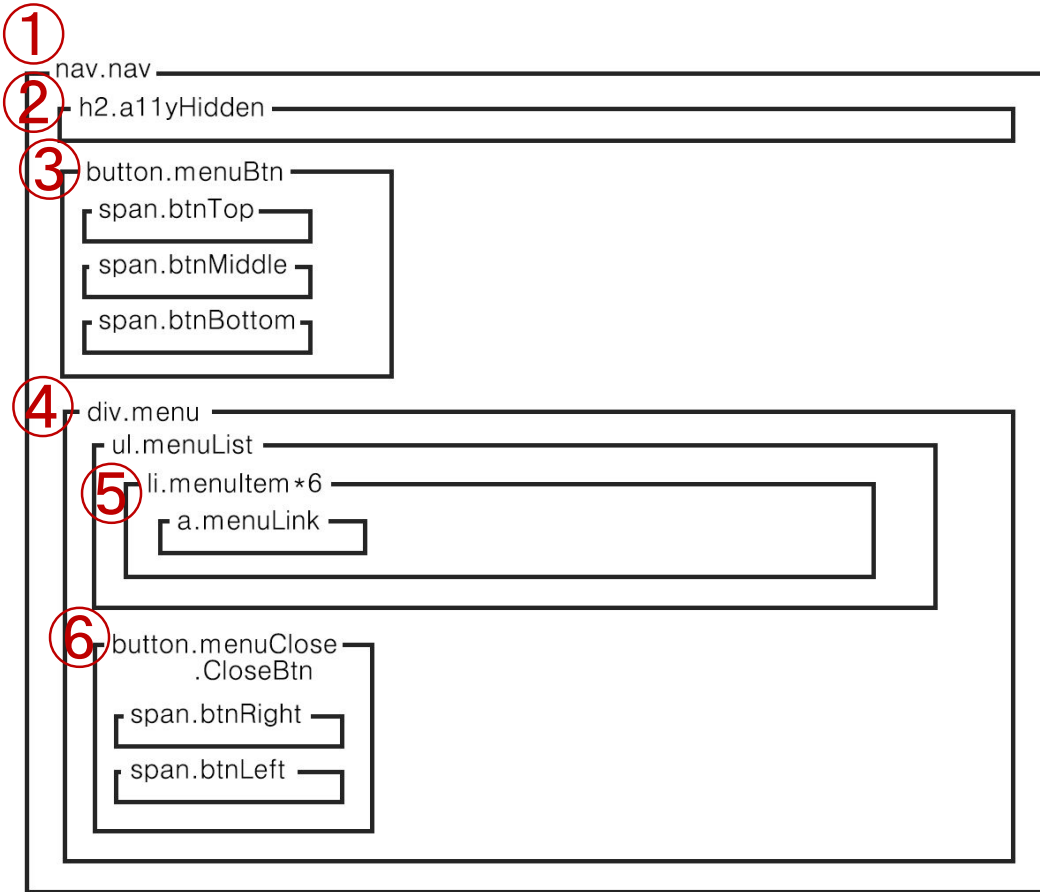 ①
nav.nav
②
h2.a11yHidden
③
button.menuBtn
span.btnTop
span.btnMiddle
span.btnBottom
④
div.menu
ul.menuList
⑤
li.menuItem*6
a.menuLink
⑥
button.menuClose
.CloseBtn
span.btnRight
span.btnLeft